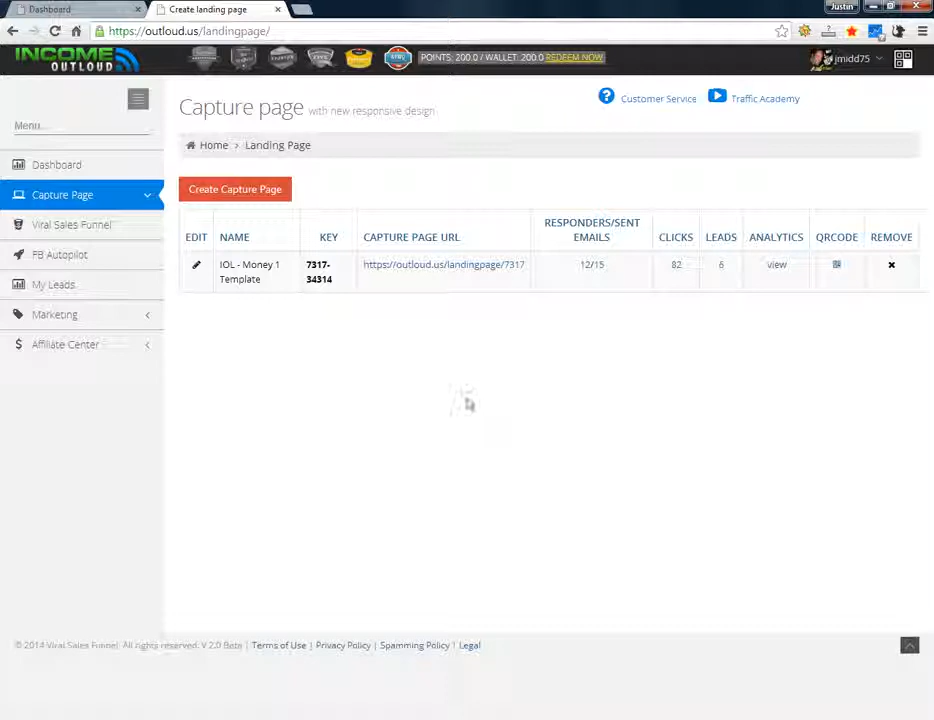 Dashboard
Create landing page
Justin
https://outloud.us/landingpage/
INCOME
OUTLOUD
POINTS: 200.0 / WALLET: 200.0 REDEEM NOW
jmidd75
Capture page with new responsive design
Customer Service
Traffic Academy
Menu...
Home > Landing Page
Dashboard
Capture Page
Viral Sales Funnel
FB Autopilot
My Leads
Marketing
$ Affiliate Center
Create Capture Page
EDIT NAME KEY CAPTURE PAGE URL RESPONDERS/SENT EMAILS CLICKS LEADS ANALYTICS QRCODE REMOVE
IOL - Money 1 Template 7317-34314 https://outloud.us/landingpage/7317 12/15 82 6 view
© 2014 Viral Sales Funnel. All rights reserved. V 2.0 Beta | Terms of Use | Privacy Policy | Spamming Policy | Legal